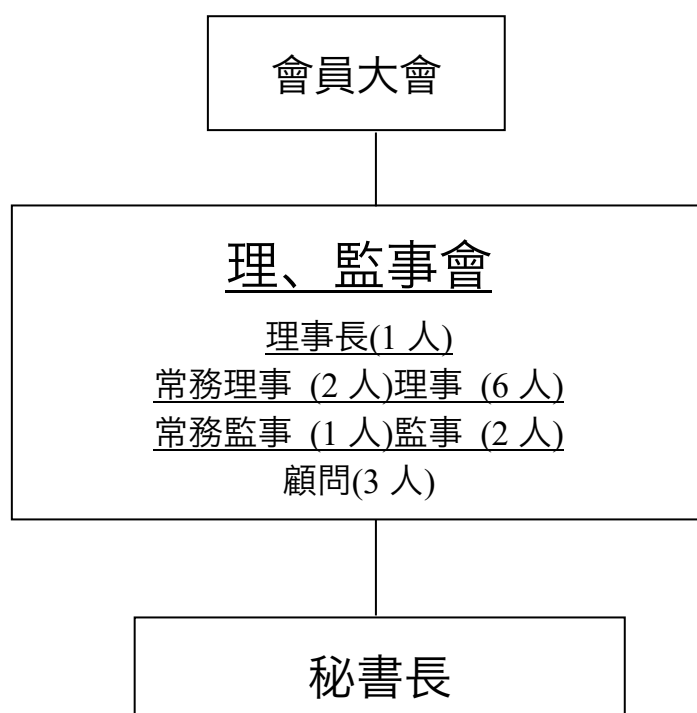 會員大會
理、監事會
理事長(1 人)
常務理事 (2 人)理事 (6 人)
常務監事 (1 人)監事 (2 人)
顧問(3 人)
秘書長